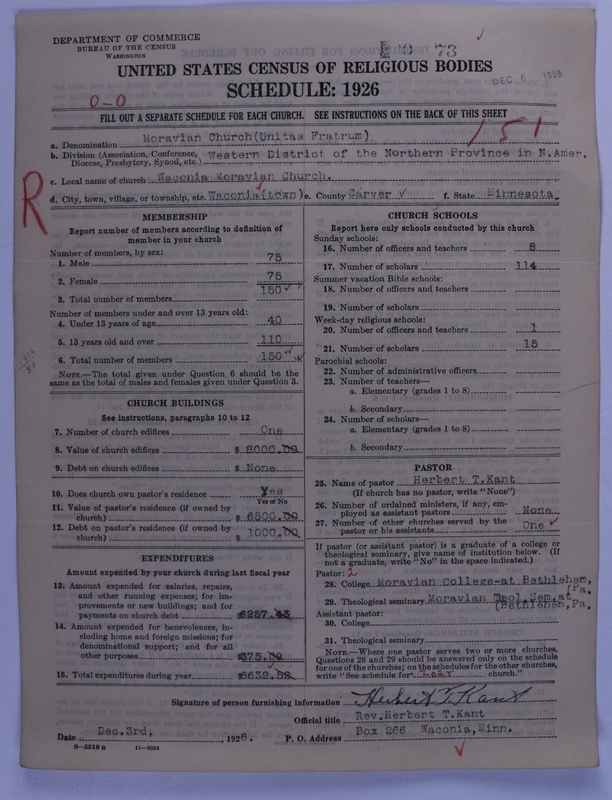 DEPARTMENT OF COMMERCE
BUREAU OF THE CENSUS
WASHINGTON
73
UNITED STATES CENSUS OF RELIGIOUS BODIES
SCHEDULE: 1926
DEC. 6 1926
0-0
FILL OUT A SEPARATE SCHEDULE FOR EACH CHURCH. SEE INSTRUCTIONS ON THE BACK OF THIS SHEET
151
a. Denomination Moravian Church(Unitas Fratrum)
b. Division (Association, Conference, Diocese, Presbytery, Synod, etc.) Western District of the Northern Province in N.Amer.
c. Local name of church Waconia Moravian Church.
d. City, town, village, or township, etc. Waconia(town) e. County Carver f. State Minnesota.
R
MEMBERSHIP
Report number of members according to definition of
member in your church
Number of members, by sex:
1. Male 75
2. Female 75
3. Total number of members 150
Number of members under and over 13 years old:
4. Under 13 years of age 40
5. 13 years old and over 110
6. Total number of members 150
NOTE.—The total given under Question 6 should be
same as the total of males and females given under Question 3.
CHURCH BUILDINGS
See instructions, paragraphs 10 to 12
7. Number of church edifices One
8. Value of church edifices $ 8000.00
9. Debt on church edifices $ None
10. Does church own pastor's residence Yes
Yes or No
11. Value of pastor's residence (if owned by
church) $ 6500.00
12. Debt on pastor's residence (if owned by
church) $ 1000.00
EXPENDITURES
Amount expended by your church during last fiscal year
13. Amount expended for salaries, repairs,
and other running expenses; for im-
provements or new buildings; and for
payments on church debt $6257.43
14. Amount expended for benevolences, in-
cluding home and foreign missions; for
denominational support; and for all
other purposes
15. Total expenditures during year
CHURCH SCHOOLS
Report here only schools conducted by this church
Sunday schools:
16. Number of officers and teachers 8
17. Number of scholars 114
Summer vacation Bible schools:
18. Number of officers and teachers
19. Number of scholars
Week-day religious schools:
20. Number of officers and teachers 1
21. Number of scholars 15
Parochial schools:
22. Number of administrative officers
23. Number of teachers—
a. Elementary (grades 1 to 8)
b. Secondary
24. Number of scholars—
a. Elementary (grades 1 to 8)
b. Secondary
PASTOR
25. Name of pastor Herbert T.Kant
(If church has no pastor, write "None")
26. Number of ordained ministers, if any, em-
ployed as assistant pastors None
27. Number of other churches served by the
pastor or his assistants One
If pastor (or assistant pastor) is a graduate of a college or
theological seminary, give name of institution below. (If
not a graduate, write "No" in the space indicated.)
Pastor: 2
28. College Moravian College-at Bethlehem, Pa.
29. Theological seminary Moravian Theol.Sem.at (Bethlehem,Pa.
Assistant pastor:
30. College
31. Theological seminary
NOTE.—Where one pastor serves two or more churches,
Questions 28 and 29 should be answered only on the schedule
for one of the churches; on the schedules for the other churches,
write "See schedule for church."
Signature of person furnishing information Herbert T. Kant
Official title Rev.Herbert T.Kant
Date Dec.3rd, , 1926. P. O. Address Box 266 Waconia,Minn.
8—5518 a 11—9024